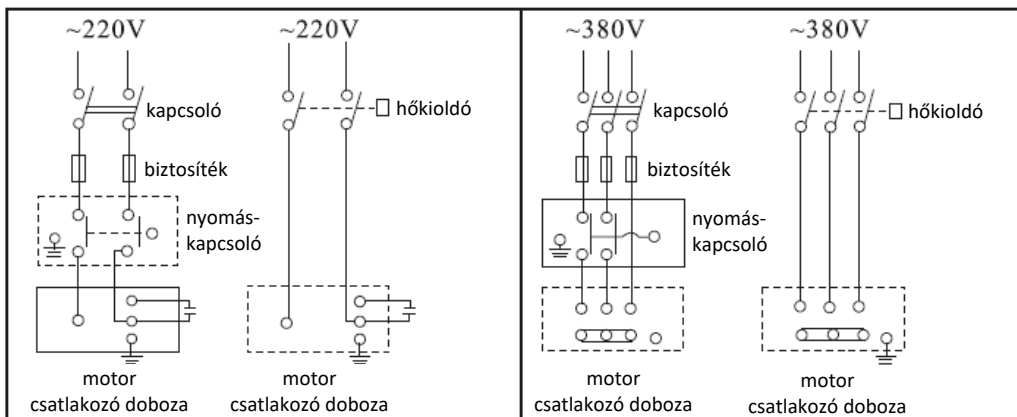 ~220V
~220V
~380V
~380V
kapcsoló
hőkioldó
kapcsoló
hőkioldó
biztosíték
biztosíték
nyomás-
kapcsoló
nyomás-
kapcsoló
motor
csatlakozó doboza
motor
csatlakozó doboza
motor
csatlakozó doboza
motor
csatlakozó doboza